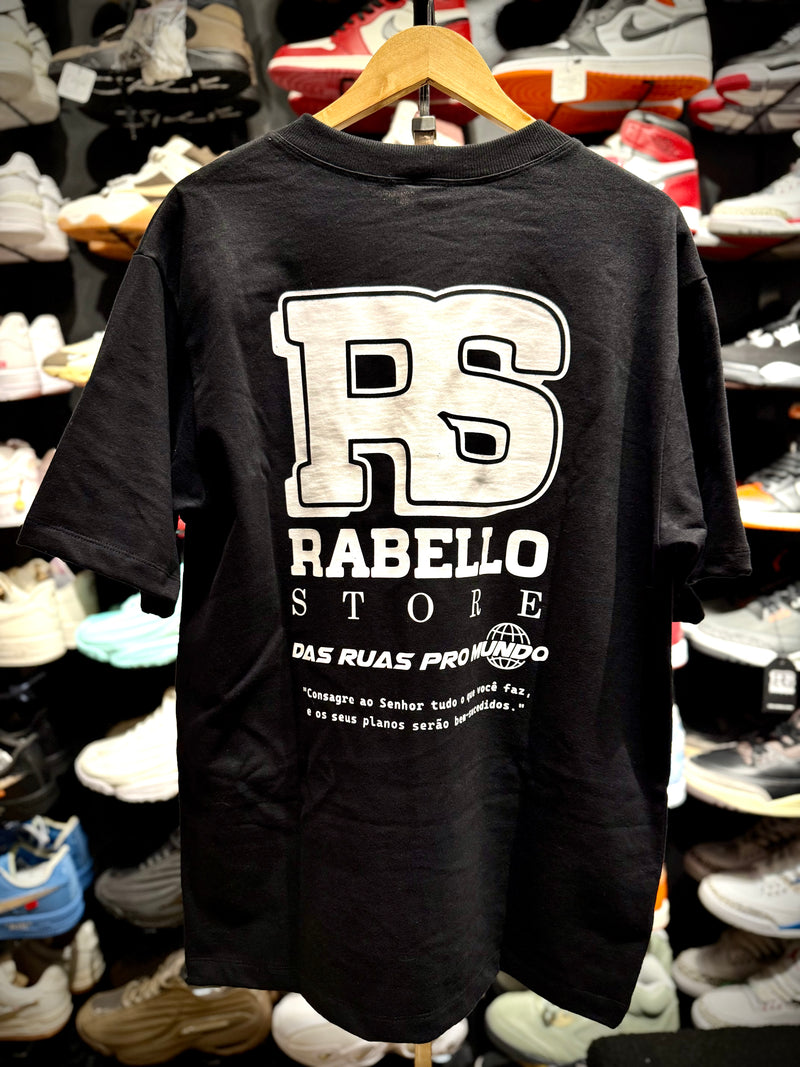 RS
RABELLO
STORE
DAS RUAS PRO MUNDO
"Consagre ao Senhor tudo o que você faz,
e os seus planos serão bem-sucedidos."